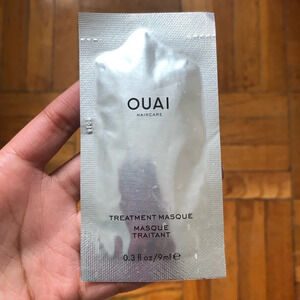 OUAI
HAIRCARE
TREATMENT MASQUE
MASQUE
TRAITANT
0.3 fl oz/9ml ℮